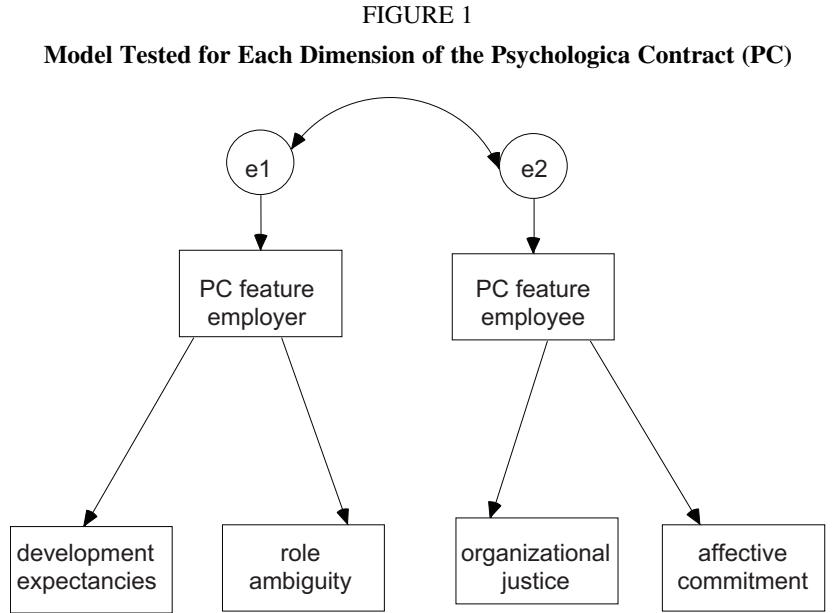 FIGURE 1
Model Tested for Each Dimension of the Psychologica Contract (PC)
e1
e2
PC feature
employer
PC feature
employee
development
expectancies
role
ambiguity
organizational
justice
affective
commitment